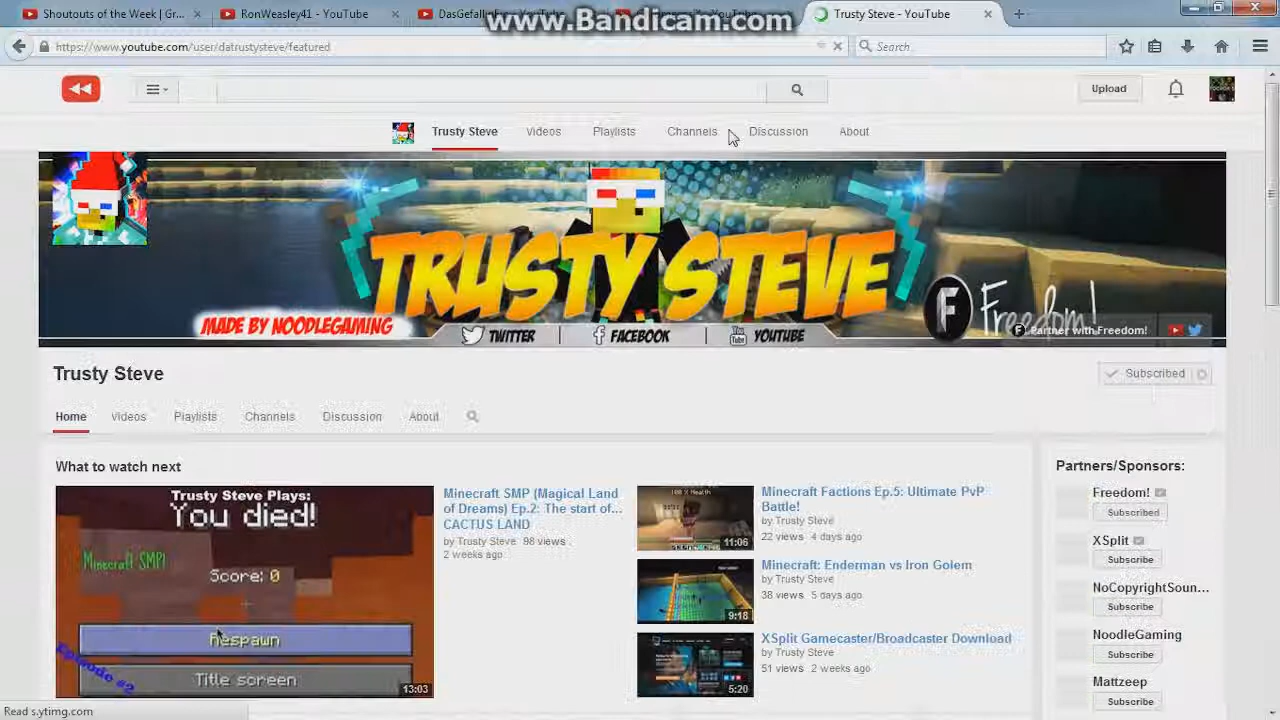 Shoutouts of the Week | Gr...
RonWeasley41 - YouTube
www.Bandicam.com
Trusty Steve - YouTube
https://www.youtube.com/user/datrustysteve/featured
Search...
Upload
Trusty Steve Videos Playlists Channels Discussion About
TRUSTY STEVE
F Freedom!
MADE BY NOODLEGAMING
TWITTER | FACEBOOK | YOUTUBE
Partner with Freedom!
Trusty Steve
Subscribed
Home Videos Playlists Channels Discussion About
What to watch next
Trusty Steve Plays:
You died!
Minecraft SMP!
Score: 0
Respawn
Title screen
Episode #2
13:03
Minecraft SMP (Magical Land
of Dreams) Ep.2: The start of...
CACTUS LAND
by Trusty Steve 98 views
2 weeks ago
11:06
Minecraft Factions Ep.5: Ultimate PvP
Battle!
by Trusty Steve
22 views 4 days ago
9:18
Minecraft: Enderman vs Iron Golem
by Trusty Steve
38 views 5 days ago
5:20
XSplit Gamecaster/Broadcaster Download
by Trusty Steve
51 views 2 weeks ago
Partners/Sponsors:
Freedom!
Subscribed
XSplit
Subscribe
NoCopyrightSoun...
Subscribe
NoodleGaming
Subscribe
Mattzeep
Subscribe
Read s.ytimg.com